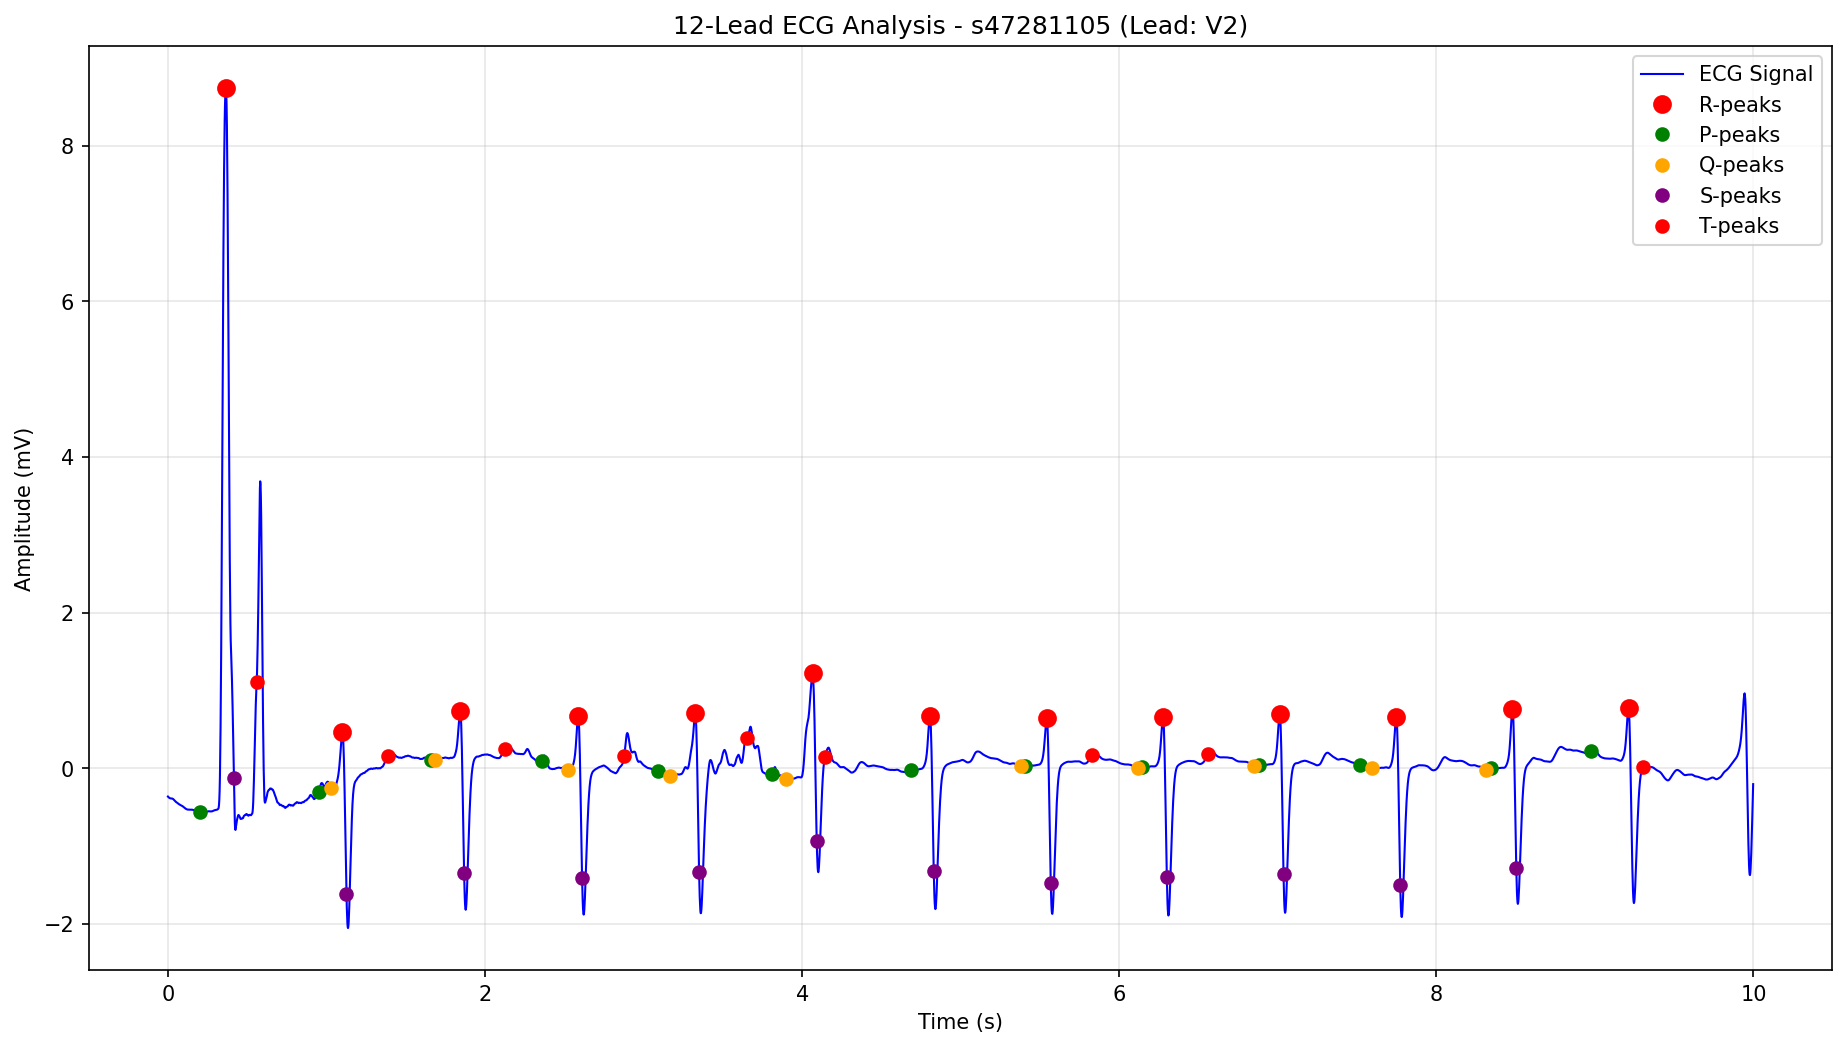 12-Lead ECG Analysis - s47281105 (Lead: V2)
ECG Signal
R-peaks
P-peaks
Q-peaks
S-peaks
T-peaks
Amplitude (mV)
8
6
4
2
0
−2
0 2 4 6 8 10
Time (s)